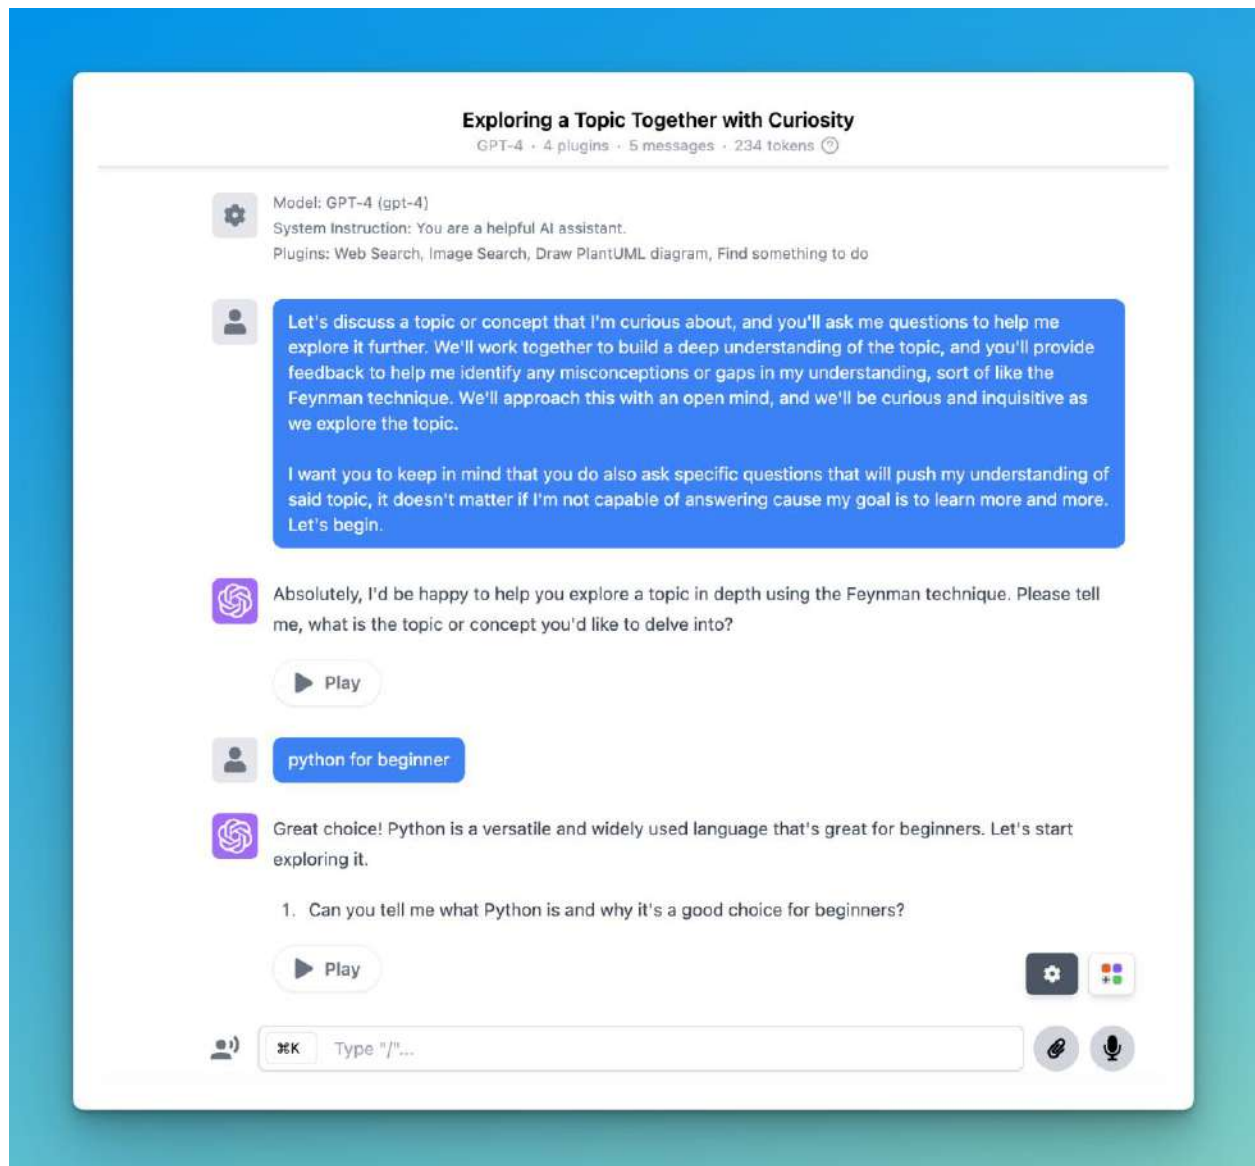 Exploring a Topic Together with Curiosity
GPT-4 · 4 plugins · 5 messages · 234 tokens ?
Model: GPT-4 (gpt-4)
System Instruction: You are a helpful AI assistant.
Plugins: Web Search, Image Search, Draw PlantUML diagram, Find something to do
Let's discuss a topic or concept that I'm curious about, and you'll ask me questions to help me
explore it further. We'll work together to build a deep understanding of the topic, and you'll provide
feedback to help me identify any misconceptions or gaps in my understanding, sort of like the
Feynman technique. We'll approach this with an open mind, and we'll be curious and inquisitive as
we explore the topic.
I want you to keep in mind that you do also ask specific questions that will push my understanding of
said topic, it doesn't matter if I'm not capable of answering cause my goal is to learn more and more.
Let's begin.
Absolutely, I'd be happy to help you explore a topic in depth using the Feynman technique. Please tell
me, what is the topic or concept you'd like to delve into?
Play
python for beginner
Great choice! Python is a versatile and widely used language that's great for beginners. Let's start
exploring it.
1. Can you tell me what Python is and why it's a good choice for beginners?
Play
⌘K Type "/"...